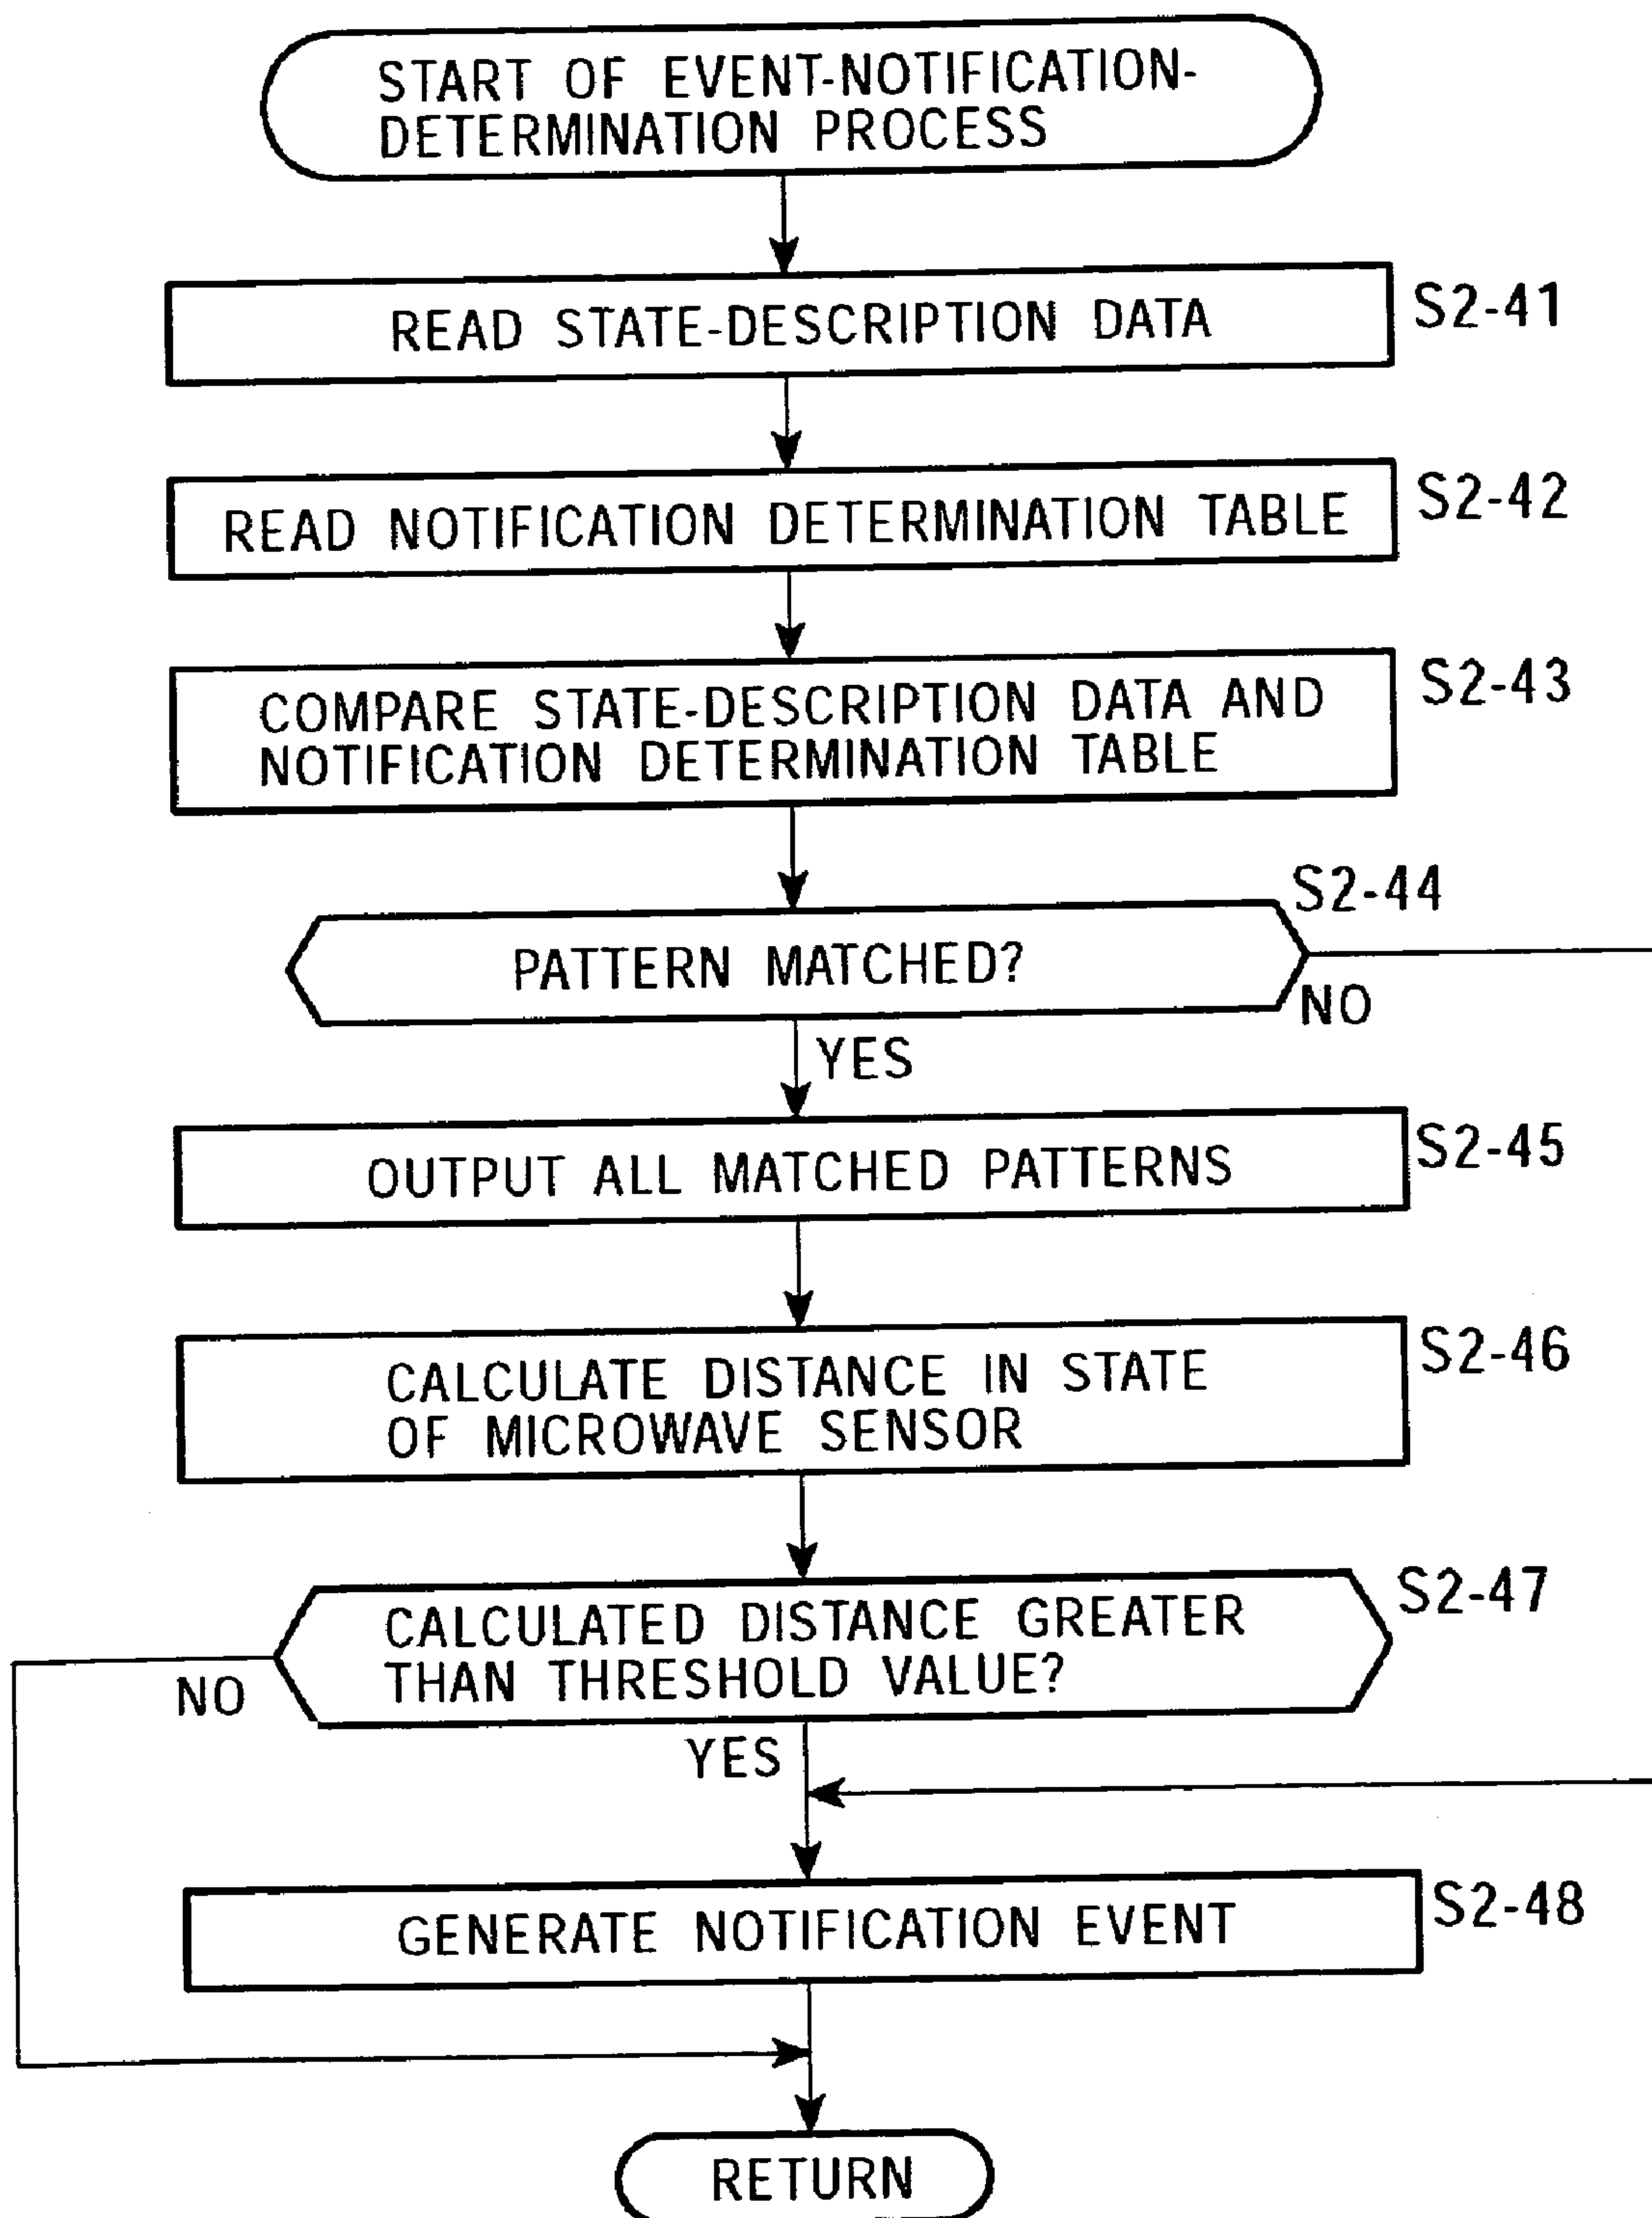 START OF EVENT-NOTIFICATION-
DETERMINATION PROCESS
READ STATE-DESCRIPTION DATA
S2-41
READ NOTIFICATION DETERMINATION TABLE
S2-42
COMPARE STATE-DESCRIPTION DATA AND
NOTIFICATION DETERMINATION TABLE
S2-43
S2-44
PATTERN MATCHED?
NO
YES
OUTPUT ALL MATCHED PATTERNS
S2-45
CALCULATE DISTANCE IN STATE
OF MICROWAVE SENSOR
S2-46
CALCULATED DISTANCE GREATER
THAN THRESHOLD VALUE?
S2-47
NO
YES
GENERATE NOTIFICATION EVENT
S2-48
RETURN